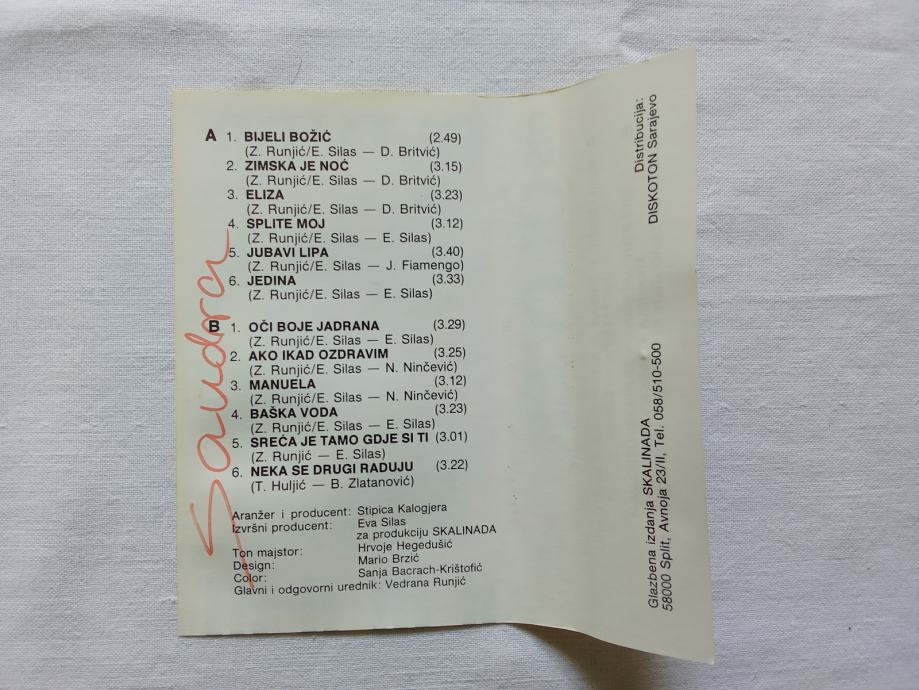 A 1. BIJELI BOŽIĆ (2.49)
(Z. Runjić/E. Silas — D. Britvić)
2. ZIMSKA JE NOĆ (3.15)
(Z. Runjić/E. Silas — D. Britvić)
3. ELIZA (3.23)
(Z. Runjić/E. Silas — D. Britvić)
4. SPLITE MOJ (3.12)
(Z. Runjić/E. Silas — E. Silas)
5. JUBAVI LIPA (3.40)
(Z. Runjić/E. Silas — J. Fiamengo)
6. JEDINA (3.33)
(Z. Runjić/E. Silas — E. Silas)
B 1. OČI BOJE JADRANA (3.29)
(Z. Runjić/E. Silas — E. Silas)
2. AKO IKAD OZDRAVIM (3.25)
(Z. Runjić/E. Silas — N. Ninčević)
3. MANUELA (3.12)
(Z. Runjić/E. Silas — N. Ninčević)
4. BAŠKA VODA (3.23)
(Z. Runjić/E. Silas — E. Silas)
5. SREĆA JE TAMO GDJE SI TI (3.01)
(Z. Runjić — E. Silas)
6. NEKA SE DRUGI RADUJU (3.22)
(T. Huljić — B. Zlatanović)
Aranžer i producent: Stipica Kalogjera
Izvršni producent: Eva Silas
za produkciju SKALINADA
Ton majstor: Hrvoje Hegedušić
Design: Mario Brzić
Color: Sanja Bacrach-Krištofić
Glavni i odgovorni urednik: Vedrana Runjić
Sandra
Distribucija:
DISKOTON Sarajevo
Glazbena izdanja SKALINADA
58000 Split, Avnoja 23/II, Tel. 058/510-500